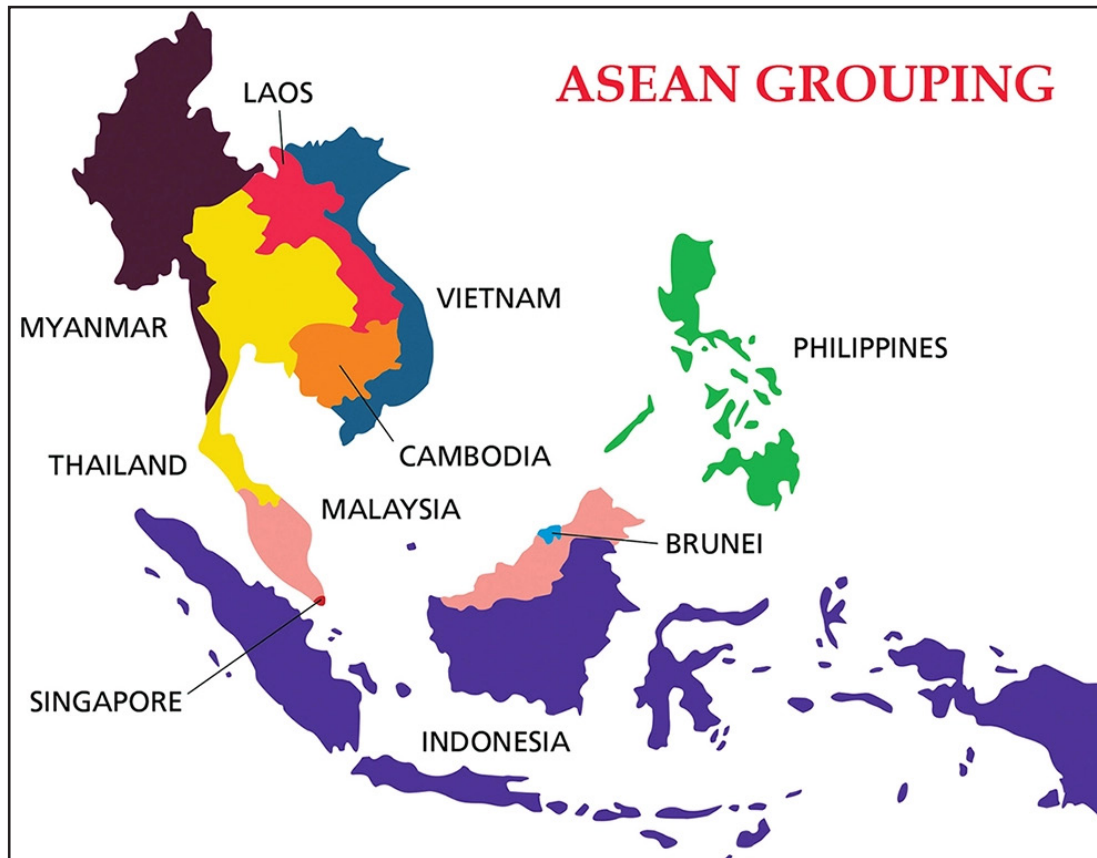 ASEAN GROUPING
LAOS
VIETNAM
MYANMAR
PHILIPPINES
CAMBODIA
THAILAND
MALAYSIA
BRUNEI
SINGAPORE
INDONESIA